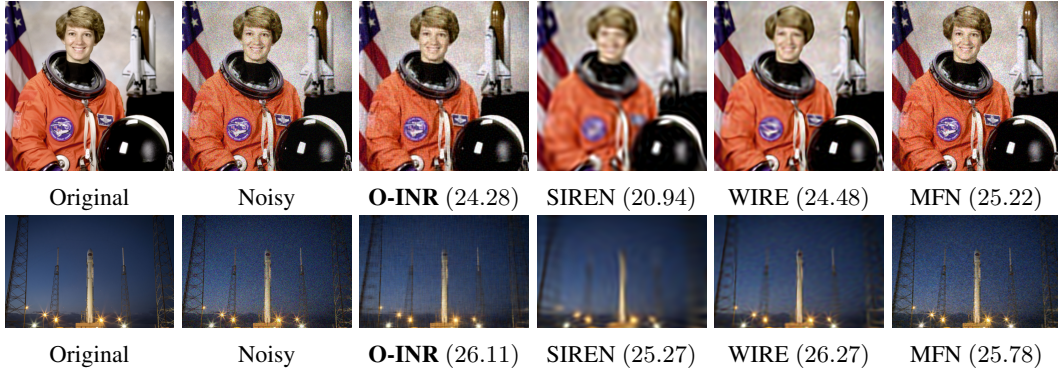 Original Noisy O-INR (24.28) SIREN (20.94) WIRE (24.48) MFN (25.22)
Original Noisy O-INR (26.11) SIREN (25.27) WIRE (26.27) MFN (25.78)